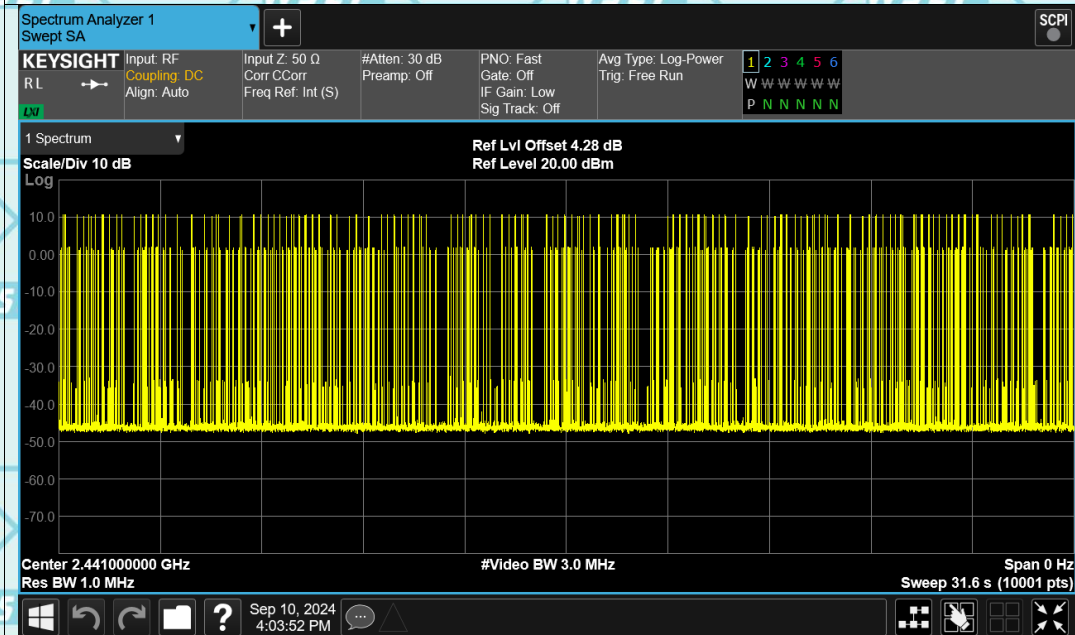 Spectrum Analyzer 1
Swept SA
+
SCPI
KEYSIGHT
R L
LXI
Input: RF
Coupling: DC
Align: Auto
Input Z: 50 Ω
Corr CCorr
Freq Ref: Int (S)
#Atten: 30 dB
Preamp: Off
PNO: Fast
Gate: Off
IF Gain: Low
Sig Track: Off
Avg Type: Log-Power
Trig: Free Run
1 2 3 4 5 6
W W W W W W
P N N N N N
1 Spectrum
Scale/Div 10 dB
Ref Lvl Offset 4.28 dB
Ref Level 20.00 dBm
Log
10.0
0.00
-10.0
-20.0
-30.0
-40.0
-50.0
-60.0
-70.0
Center 2.441000000 GHz
#Video BW 3.0 MHz
Span 0 Hz
Res BW 1.0 MHz
Sweep 31.6 s (10001 pts)
?
Sep 10, 2024
4:03:52 PM